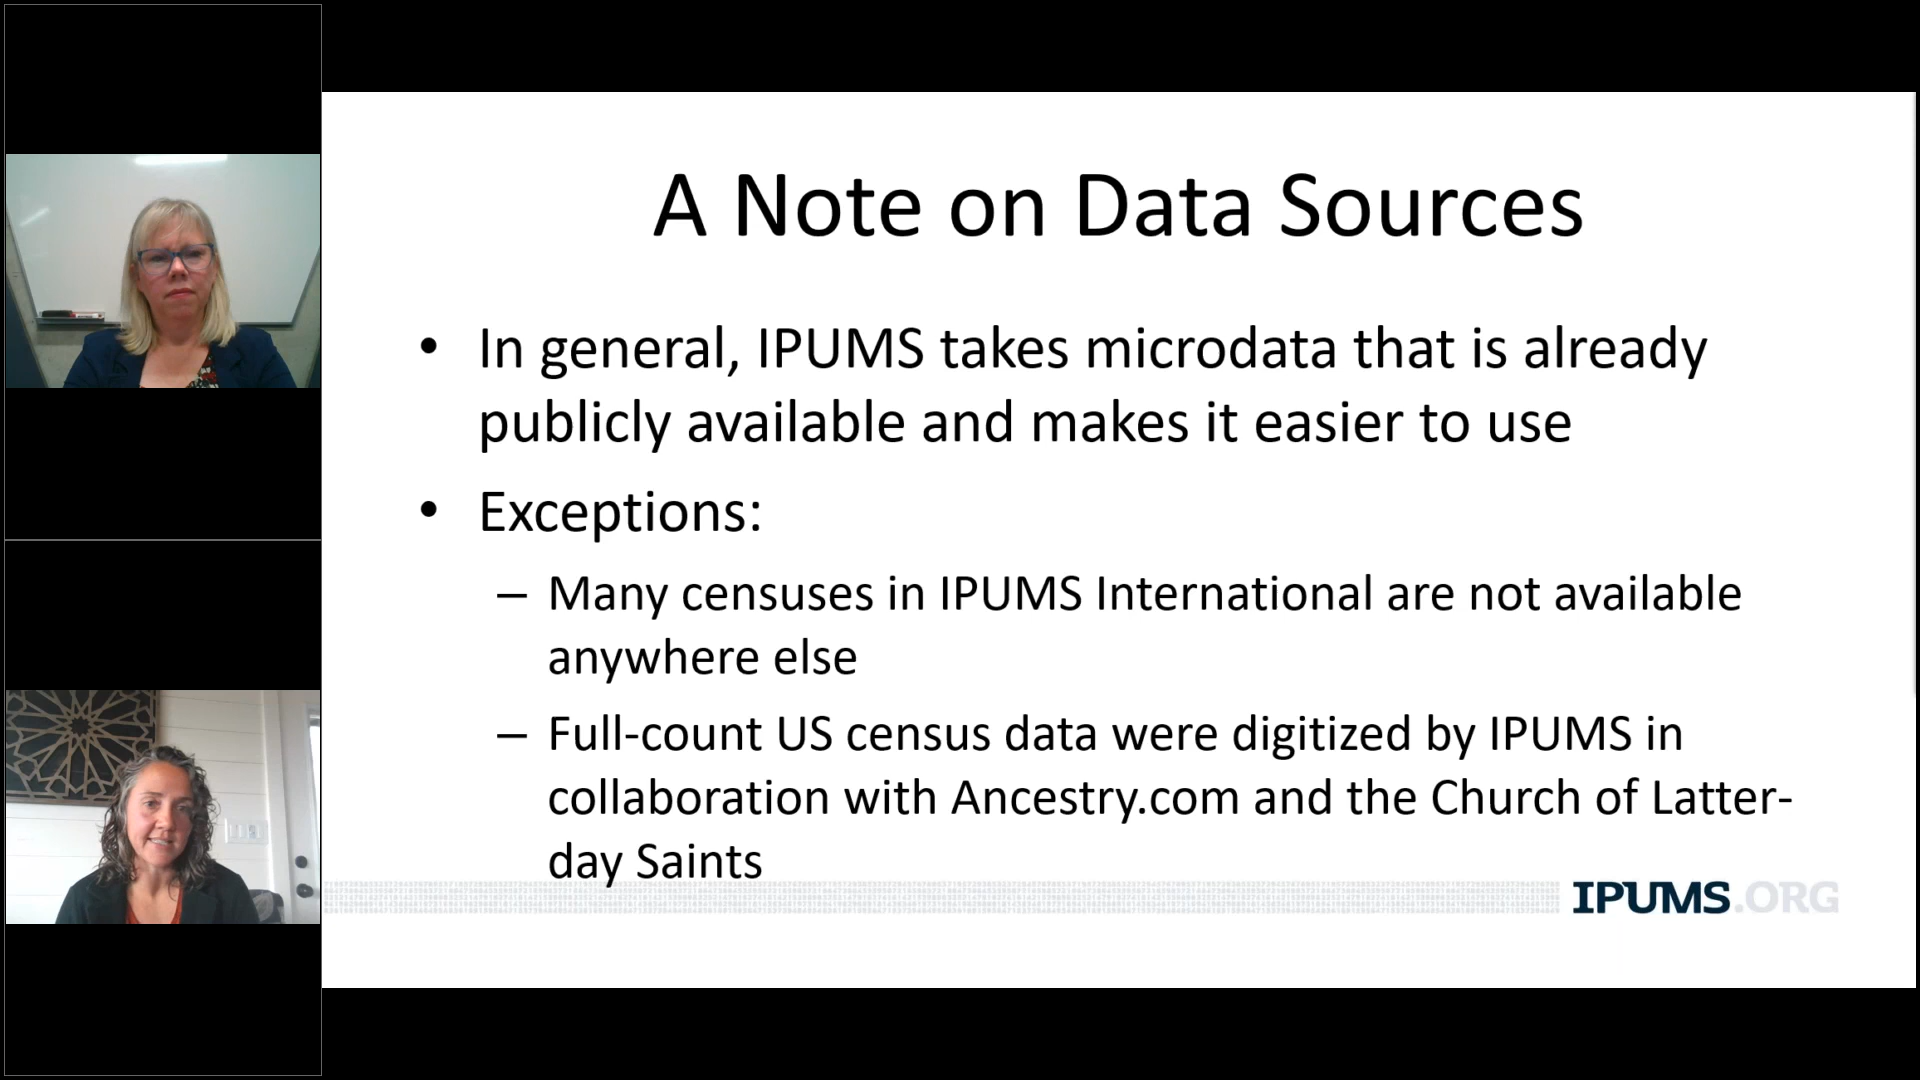 A Note on Data Sources
• In general, IPUMS takes microdata that is already
publicly available and makes it easier to use
• Exceptions:
– Many censuses in IPUMS International are not available
anywhere else
– Full-count US census data were digitized by IPUMS in
collaboration with Ancestry.com and the Church of Latter-
day Saints
IPUMS.ORG